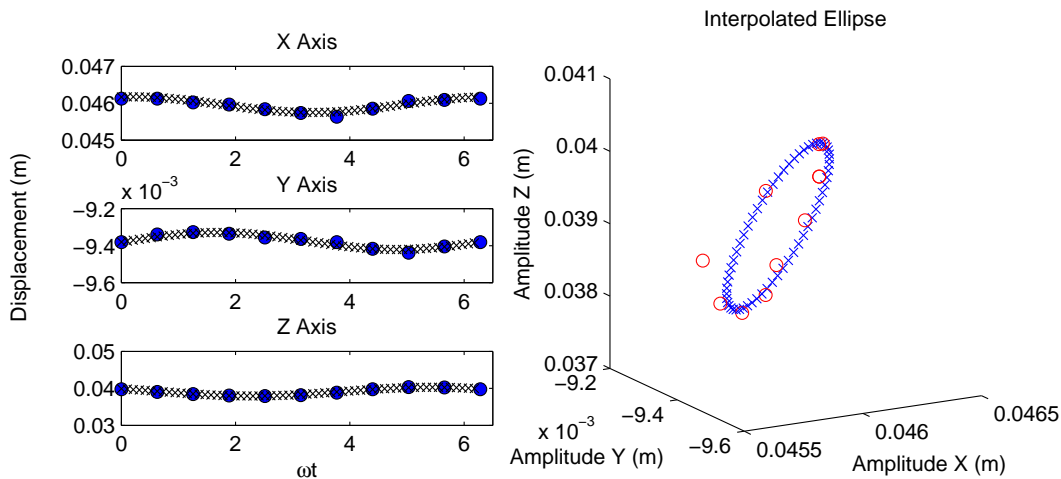 X Axis
0.047
0.046
0.045
0 2 4 6
x 10⁻³
Y Axis
−9.2
−9.4
−9.6
0 2 4 6
Z Axis
0.05
0.04
0.03
0 2 4 6
ωt
Displacement (m)
Interpolated Ellipse
0.041
0.04
0.039
0.038
0.037
Amplitude Z (m)
−9.2
−9.4
−9.6
x 10⁻³
Amplitude Y (m)
0.0455
0.046
0.0465
Amplitude X (m)